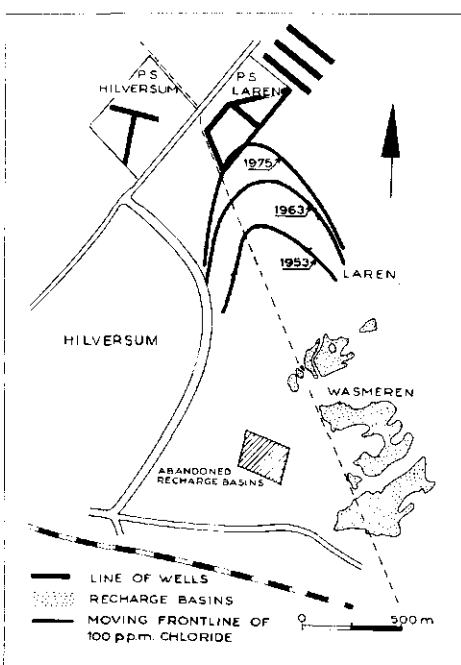 P.S.
HILVERSUM
P.S.
LAREN
1975
1963
1953
LAREN
HILVERSUM
WASMEREN
ABANDONED
RECHARGE BASINS
LINE OF WELLS
RECHARGE BASINS
MOVING FRONTLINE OF
100 p.p.m. CHLORIDE
0 500 m